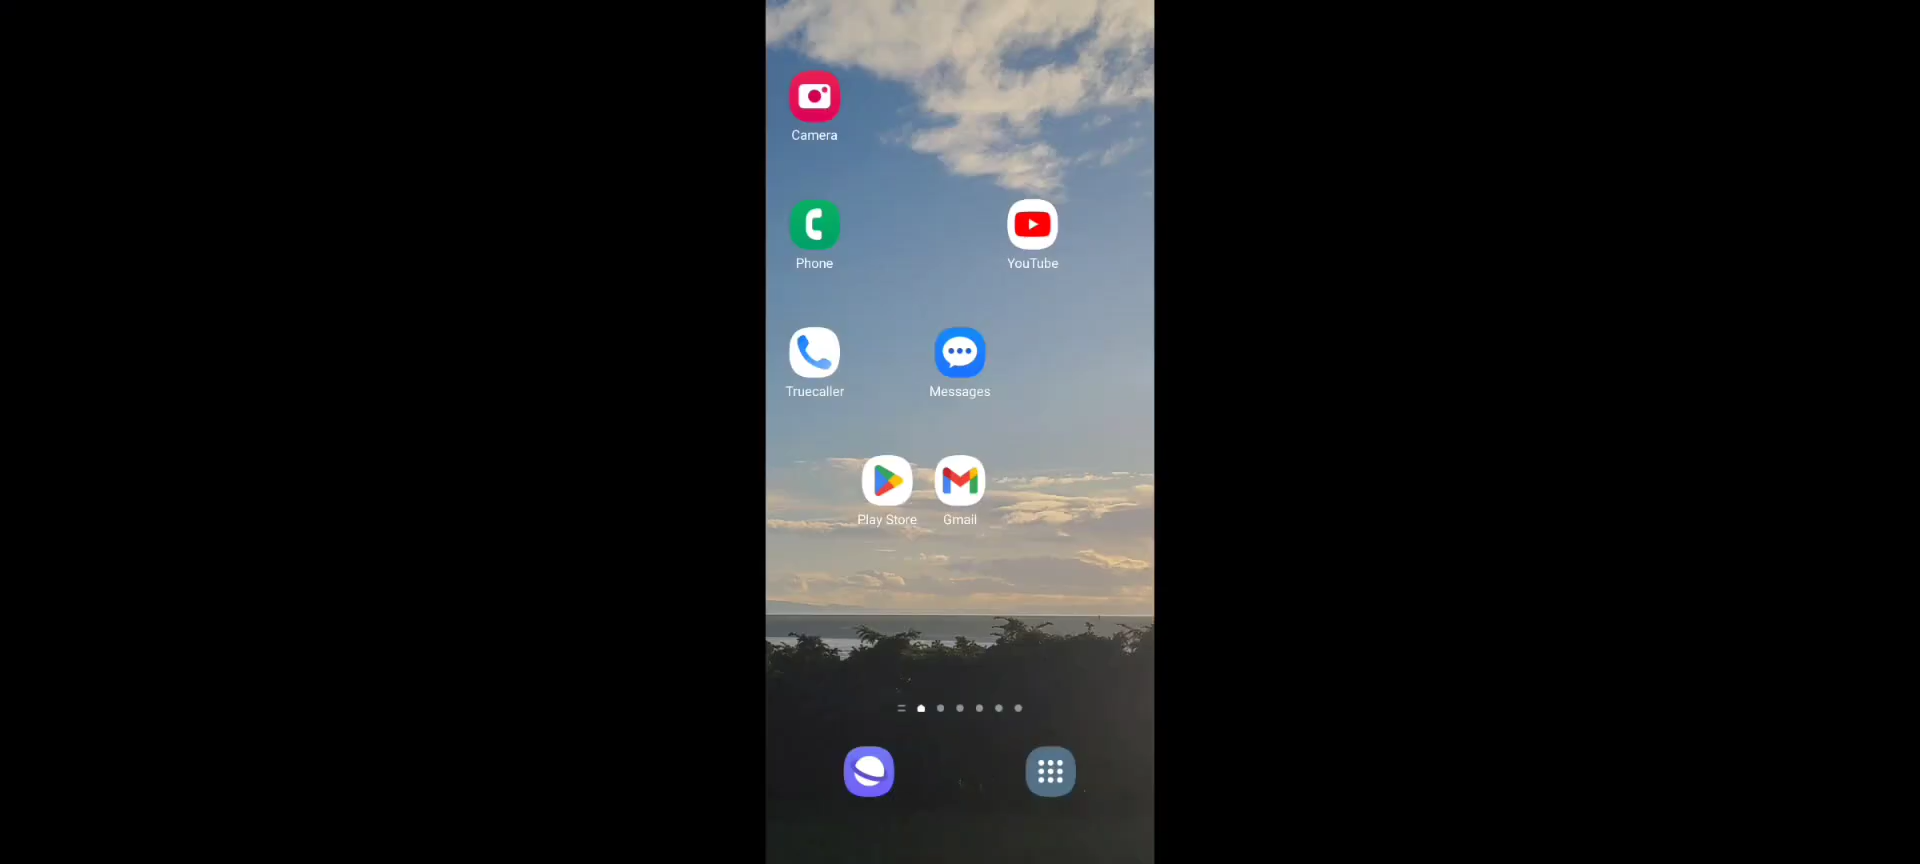 Camera
Phone
YouTube
Truecaller
Messages
Play Store
Gmail